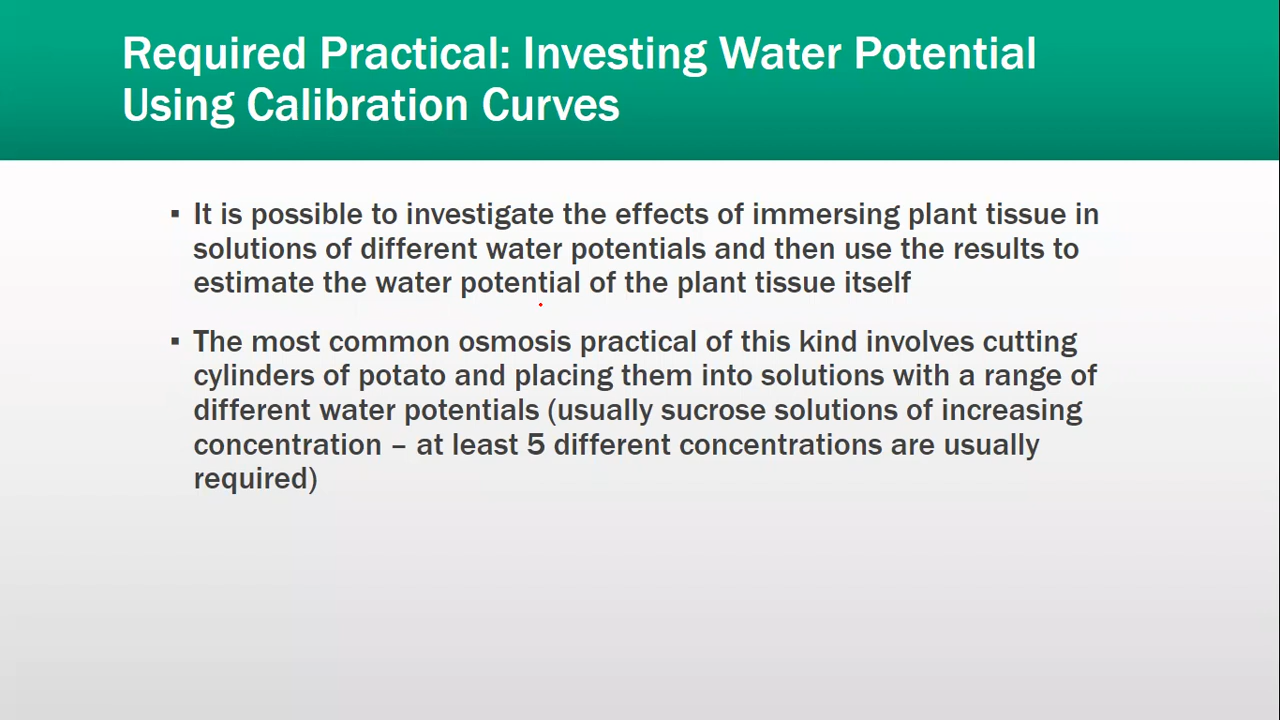 Required Practical: Investing Water Potential
Using Calibration Curves
▪ It is possible to investigate the effects of immersing plant tissue in
solutions of different water potentials and then use the results to
estimate the water potential of the plant tissue itself
▪ The most common osmosis practical of this kind involves cutting
cylinders of potato and placing them into solutions with a range of
different water potentials (usually sucrose solutions of increasing
concentration – at least 5 different concentrations are usually
required)